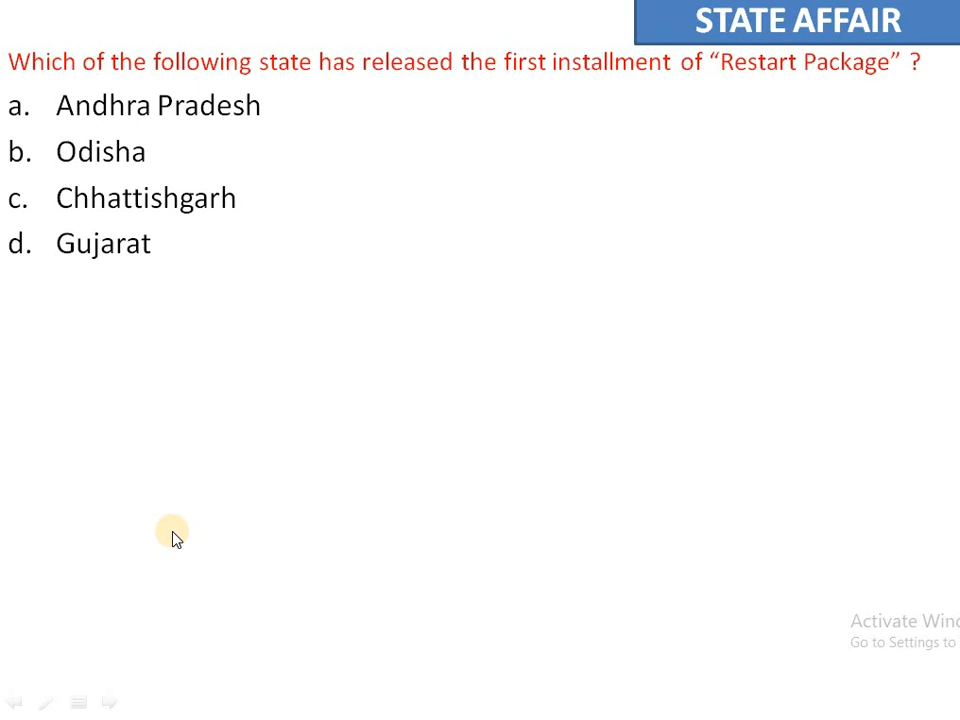 STATE AFFAIR
Which of the following state has released the first installment of “Restart Package” ?
a. Andhra Pradesh
b. Odisha
c. Chhattishgarh
d. Gujarat
Activate Wind
Go to Settings to